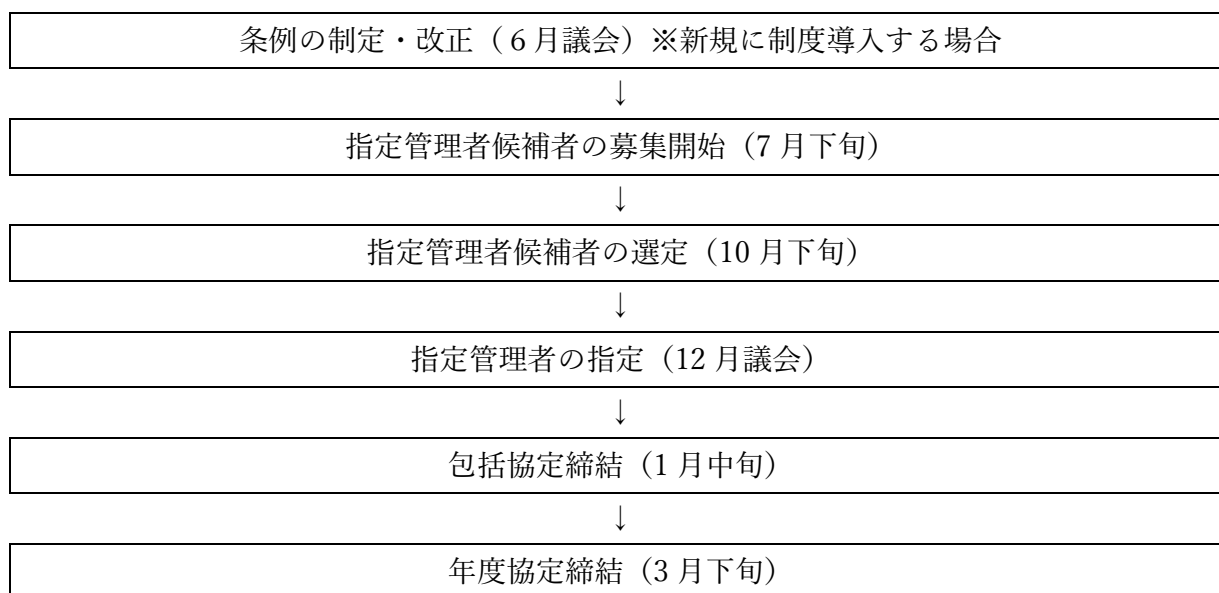 条例の制定・改正（６月議会）※新規に制度導入する場合
↓
指定管理者候補者の募集開始（7 月下旬）
↓
指定管理者候補者の選定（10 月下旬）
↓
指定管理者の指定（12 月議会）
↓
包括協定締結（1 月中旬）
↓
年度協定締結（3 月下旬）